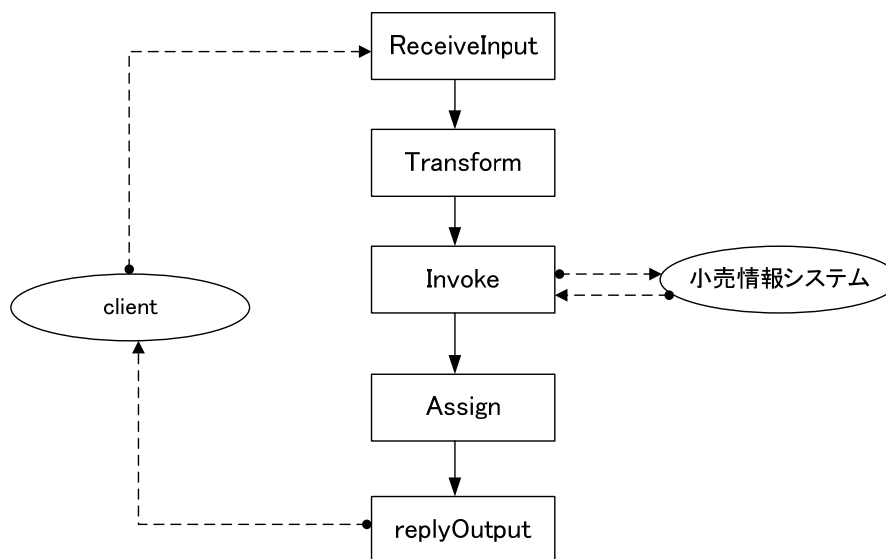 ReceiveInput
Transform
Invoke
小売情報システム
client
Assign
replyOutput